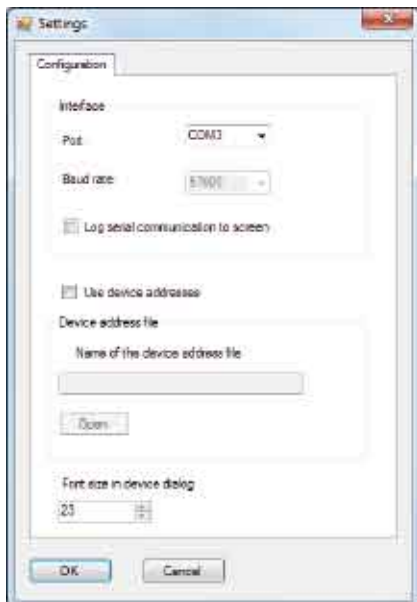 Settings
Configuration
Interface
Port
COM3
Baud rate
57600
Log serial communication to screen
Use device addresses
Device address file
Name of the device address file
Open
Font size in device dialog
23
OK
Cancel